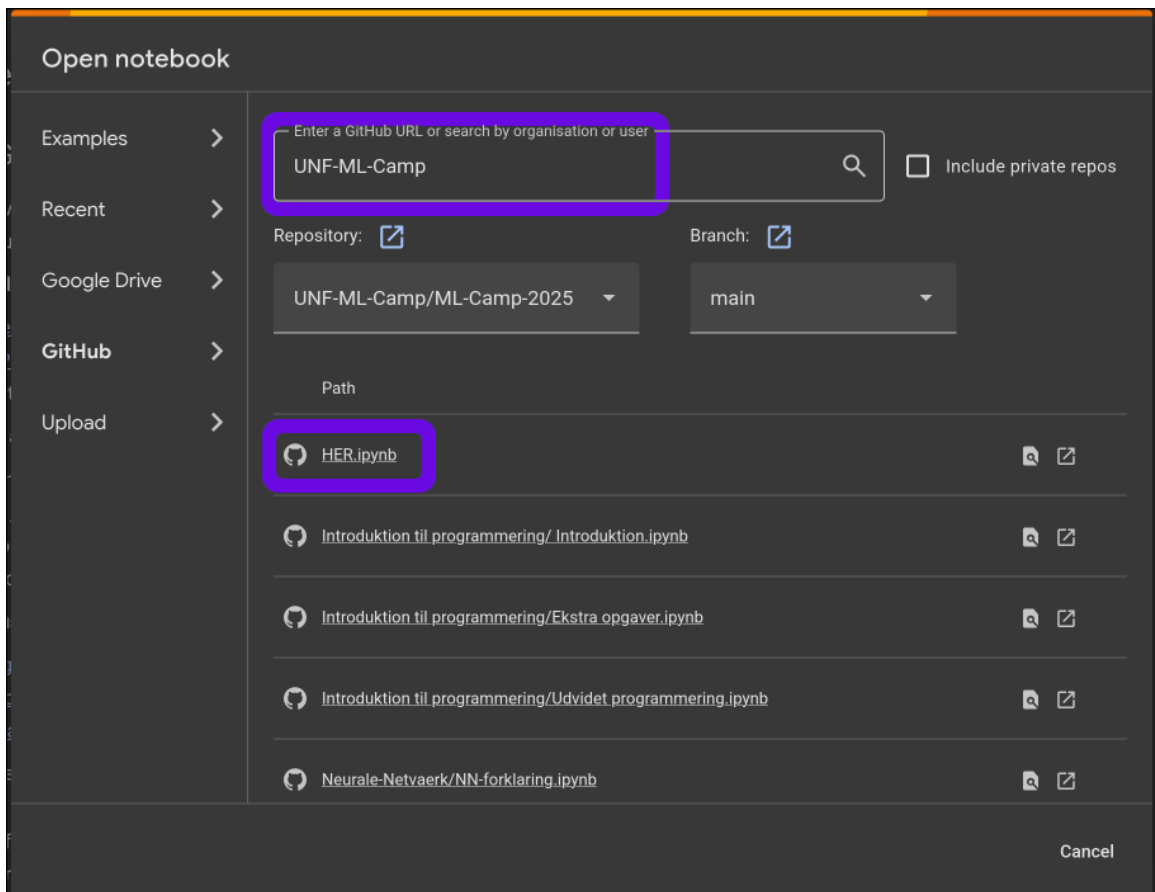 Open notebook
Examples
Recent
Google Drive
GitHub
Upload
Enter a GitHub URL or search by organisation or user
UNF-ML-Camp
Include private repos
Repository:
Branch:
UNF-ML-Camp/ML-Camp-2025
main
Path
HER.ipynb
Introduktion til programmering/ Introduktion.ipynb
Introduktion til programmering/Ekstra opgaver.ipynb
Introduktion til programmering/Udvidet programmering.ipynb
Neurale-Netvaerk/NN-forklaring.ipynb
Cancel